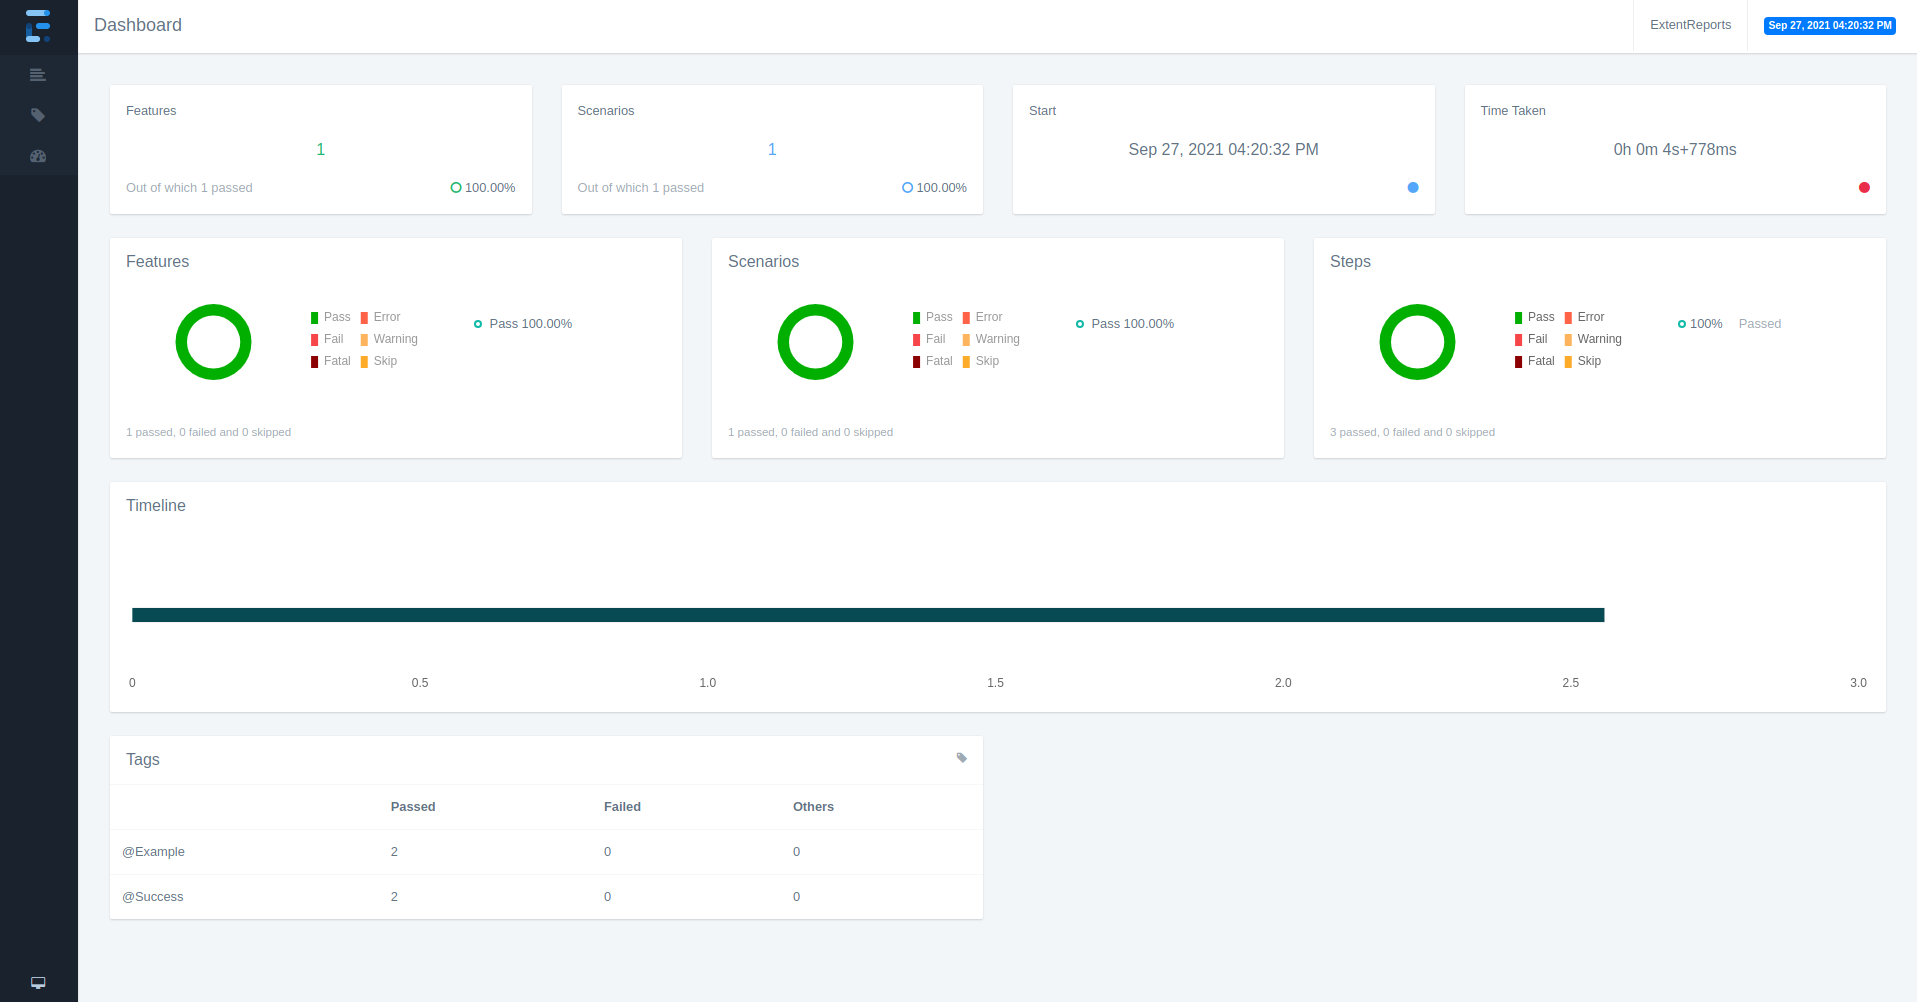 Dashboard
ExtentReports
Sep 27, 2021 04:20:32 PM
Features
1
Out of which 1 passed
100.00%
Scenarios
1
Out of which 1 passed
100.00%
Start
Sep 27, 2021 04:20:32 PM
Time Taken
0h 0m 4s+778ms
Features
Pass Error
Fail Warning
Fatal Skip
Pass 100.00%
1 passed, 0 failed and 0 skipped
Scenarios
Pass Error
Fail Warning
Fatal Skip
Pass 100.00%
1 passed, 0 failed and 0 skipped
Steps
Pass Error
Fail Warning
Fatal Skip
100% Passed
3 passed, 0 failed and 0 skipped
Timeline
0 0.5 1.0 1.5 2.0 2.5 3.0
Tags
Passed Failed Others
@Example 2 0 0
@Success 2 0 0